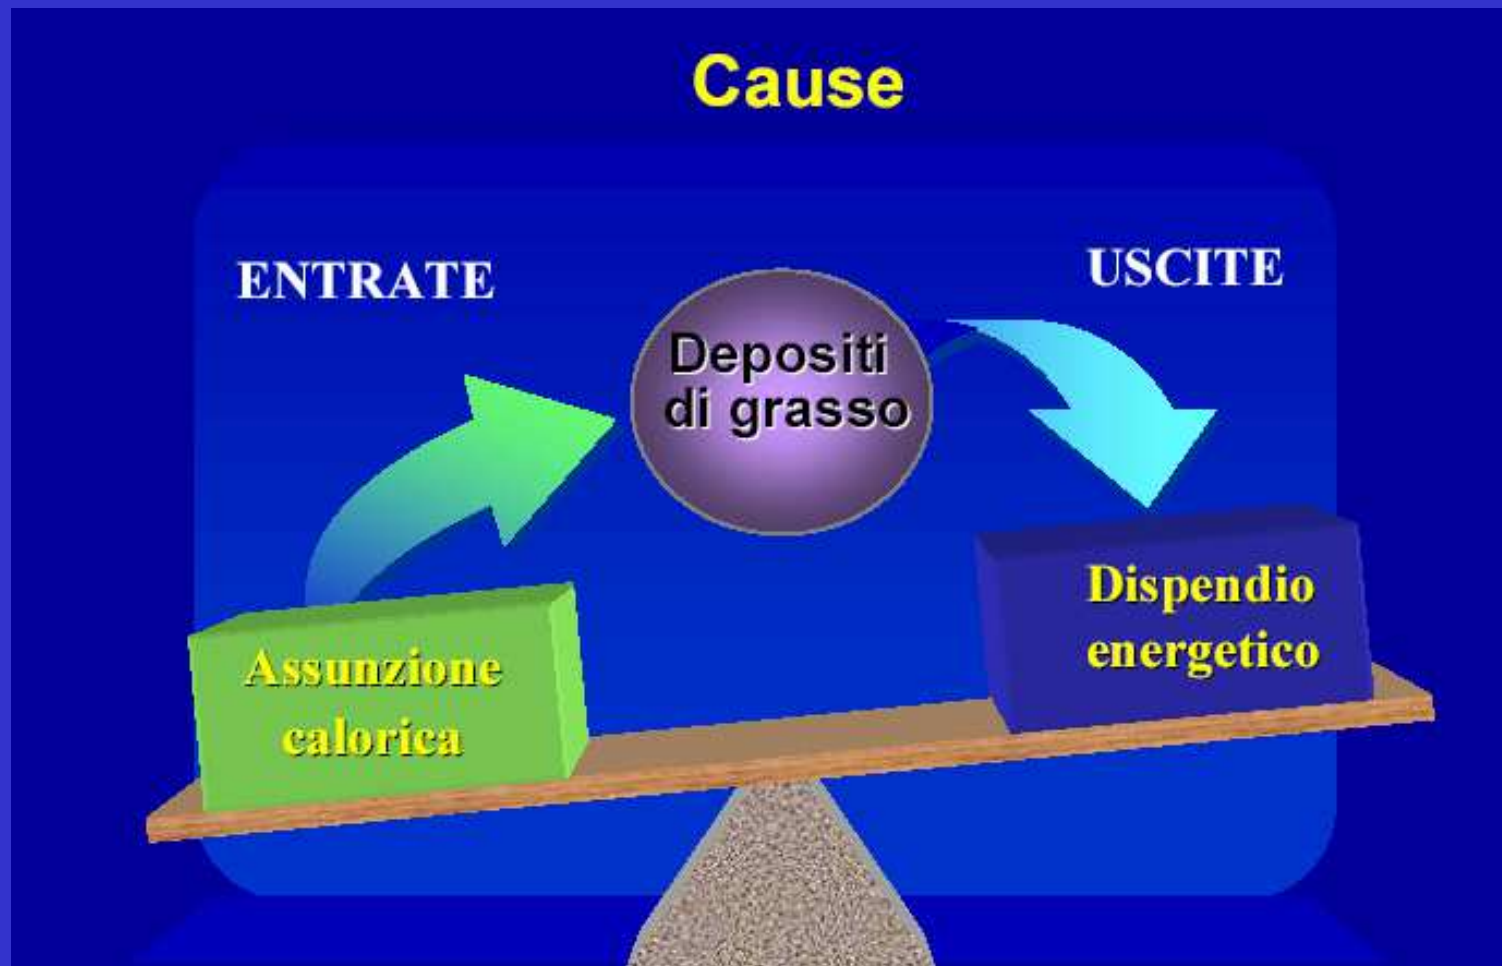 Cause
ENTRATE
USCITE
Depositi
di grasso
Assunzione
calorica
Dispendio
energetico